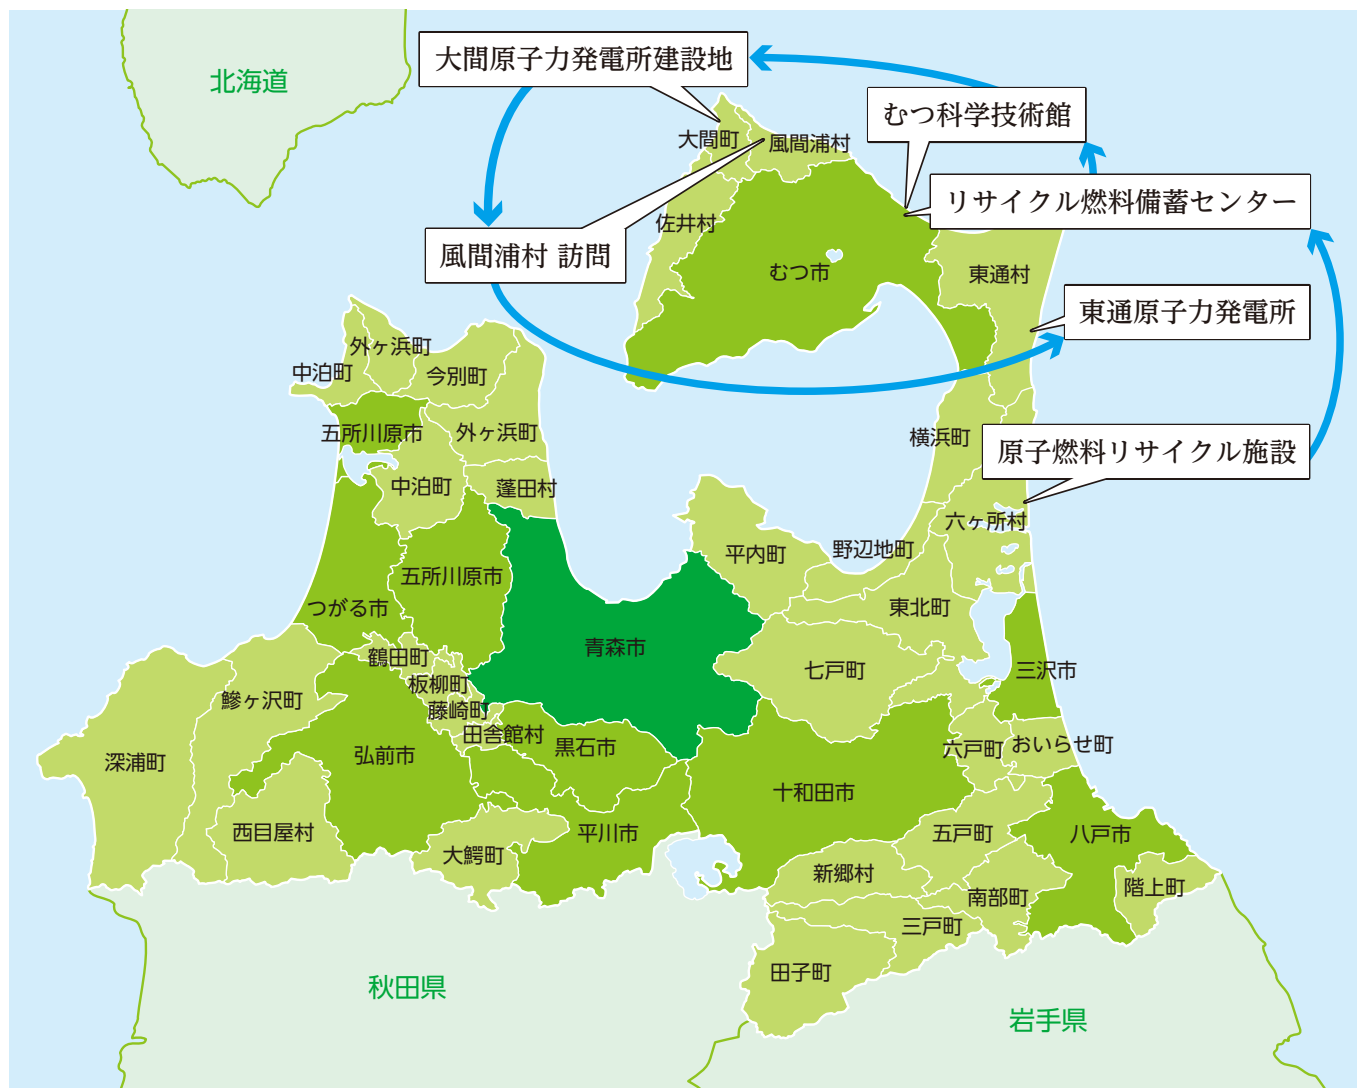 北海道
大間原子力発電所建設地
むつ科学技術館
大間町
風間浦村
リサイクル燃料備蓄センター
佐井村
風間浦村 訪問
むつ市
東通村
東通原子力発電所
外ヶ浜町
中泊町
今別町
五所川原市
外ヶ浜町
横浜町
原子燃料リサイクル施設
中泊町
蓬田村
六ヶ所村
平内町
野辺地町
五所川原市
つがる市
東北町
青森市
鶴田町
七戸町
三沢市
板柳町
鰺ヶ沢町
藤崎町
田舎館村
黒石市
六戸町
おいらせ町
深浦町
弘前市
十和田市
西目屋村
平川市
五戸町
八戸市
大鰐町
新郷村
南部町
階上町
三戸町
田子町
秋田県
岩手県